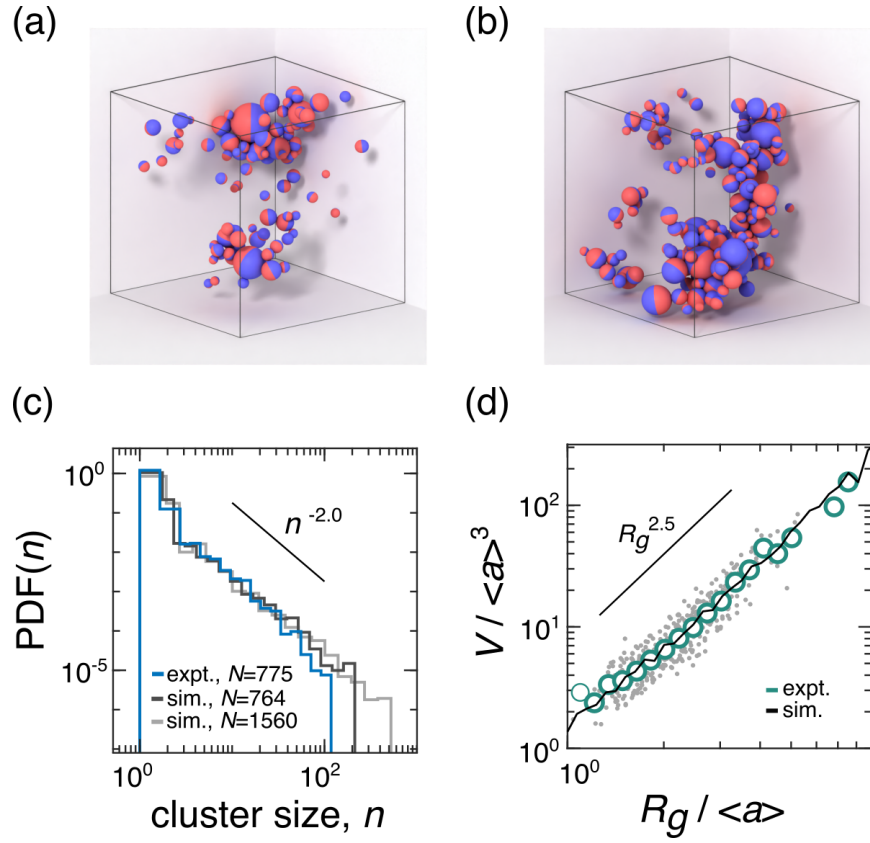 (a)
(b)
(c)
(d)
PDF(n)
10^0
10^-5
n^-2.0
expt., N=775
sim., N=764
sim., N=1560
10^0
10^2
cluster size, n
V / <a>^3
10^2
10^1
10^0
R_g^2.5
expt.
sim.
10^0
R_g / <a>